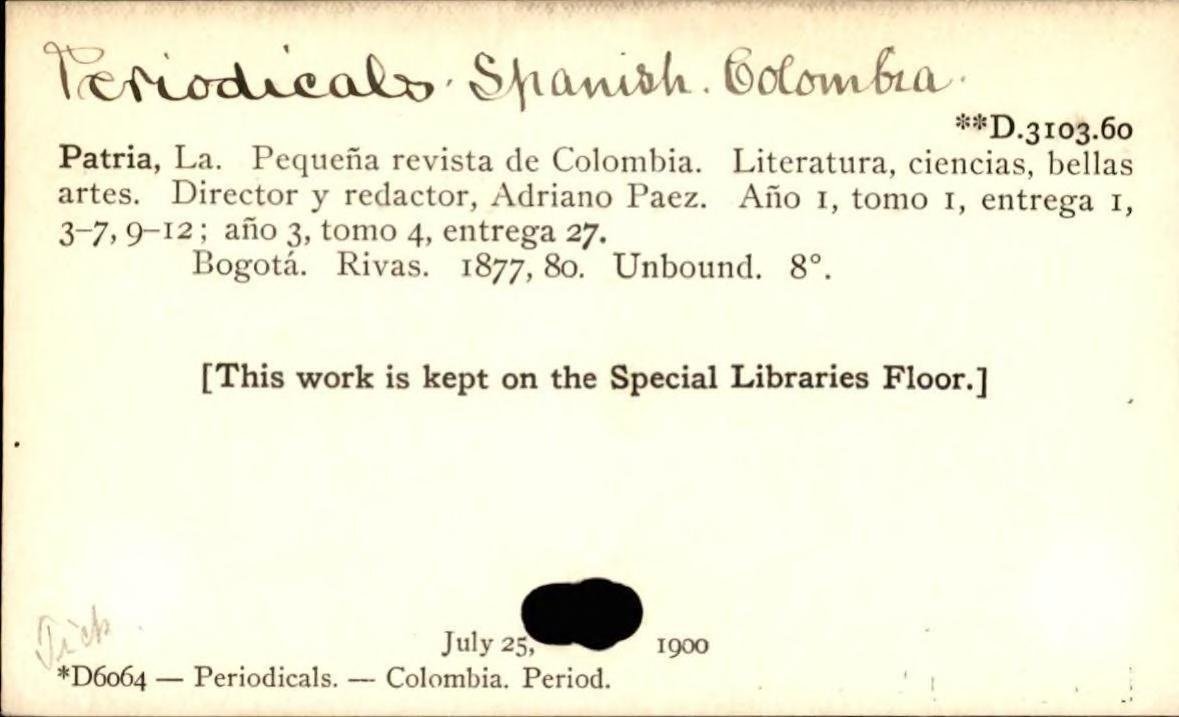 Periodicals. Spanish. Colombia.
**D.3103.60
Patria, La. Pequeña revista de Colombia. Literatura, ciencias, bellas
artes. Director y redactor, Adriano Paez. Año 1, tomo 1, entrega 1,
3–7, 9–12; año 3, tomo 4, entrega 27.
Bogotá. Rivas. 1877, 80. Unbound. 8°.
[This work is kept on the Special Libraries Floor.]
Tick
July 25, 1900
*D6064 — Periodicals. — Colombia. Period.